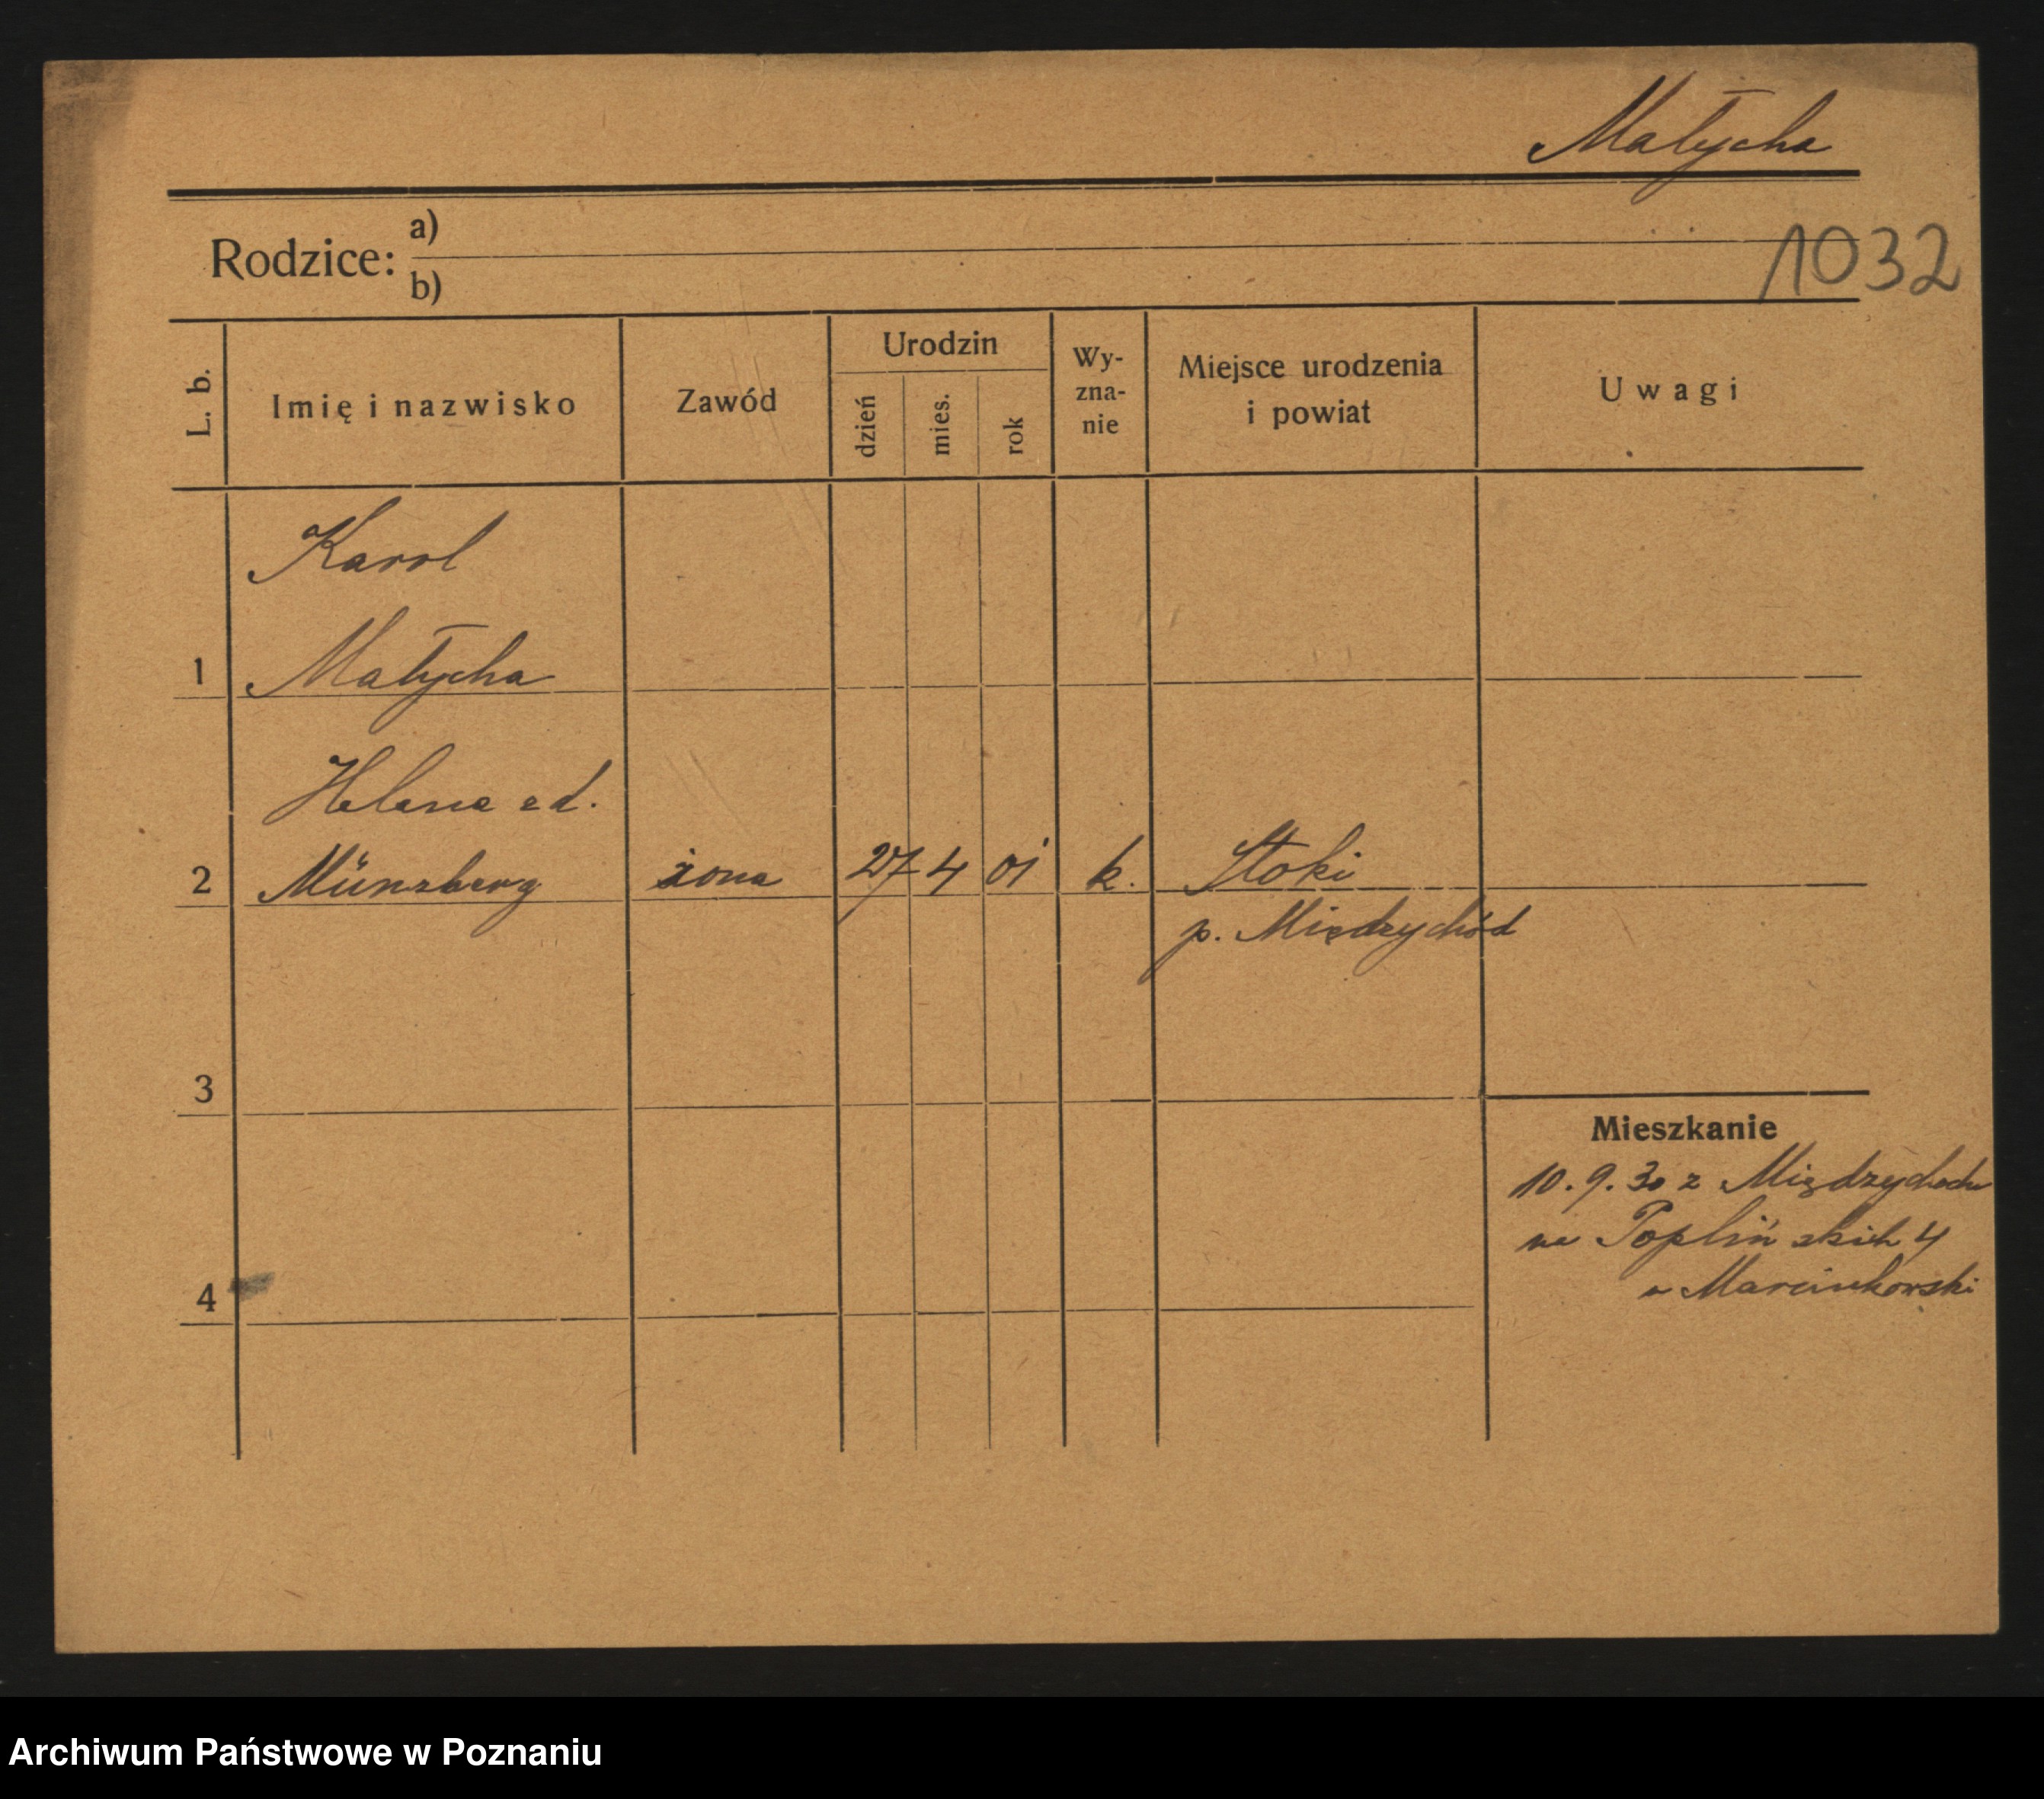 Małycha
Rodzice: a)
b)
1032
L. b.
Imię i nazwisko
Zawód
Urodzin
dzień
mies.
rok
Wy-
zna-
nie
Miejsce urodzenia
i powiat
Uwagi
Karol
1 Małycha
Helena
2 Münzberg żona 27 4 01 k. Stoki
p. Międzychód
3
Mieszkanie
10. 9. 30 z Międzychodu
na Poplińskich 4
u Marcinkowski
4
Archiwum Państwowe w Poznaniu